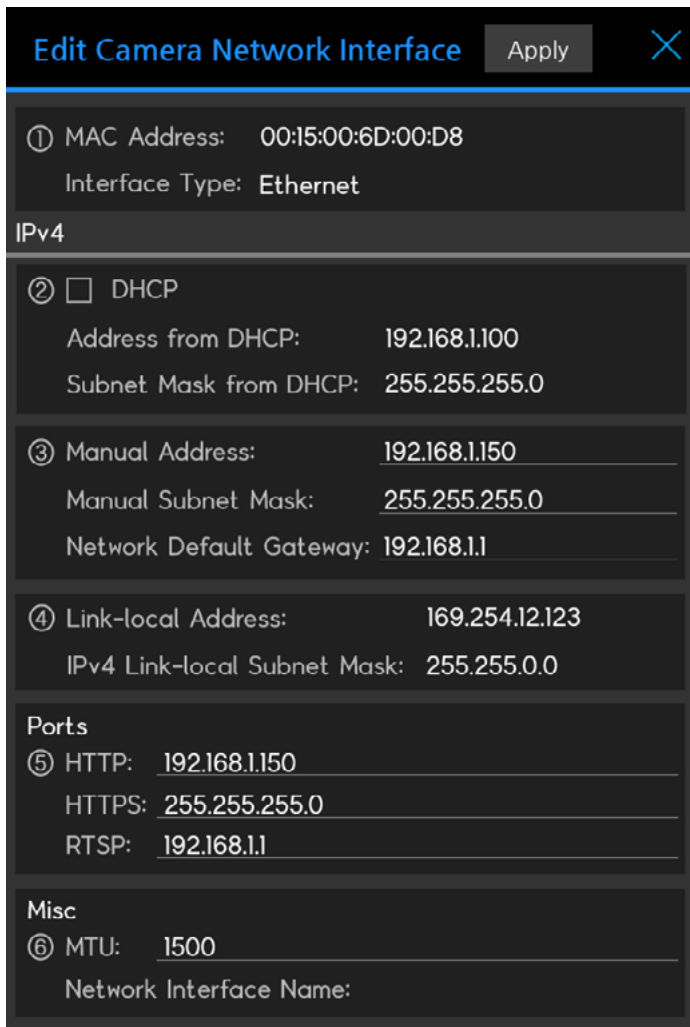 Edit Camera Network Interface Apply
① MAC Address: 00:15:00:6D:00:D8
Interface Type: Ethernet
IPv4
② DHCP
Address from DHCP: 192.168.1.100
Subnet Mask from DHCP: 255.255.255.0
③ Manual Address: 192.168.1.150
Manual Subnet Mask: 255.255.255.0
Network Default Gateway: 192.168.1.1
④ Link-local Address: 169.254.12.123
IPv4 Link-local Subnet Mask: 255.255.0.0
Ports
⑤ HTTP: 192.168.1.150
HTTPS: 255.255.255.0
RTSP: 192.168.1.1
Misc
⑥ MTU: 1500
Network Interface Name: